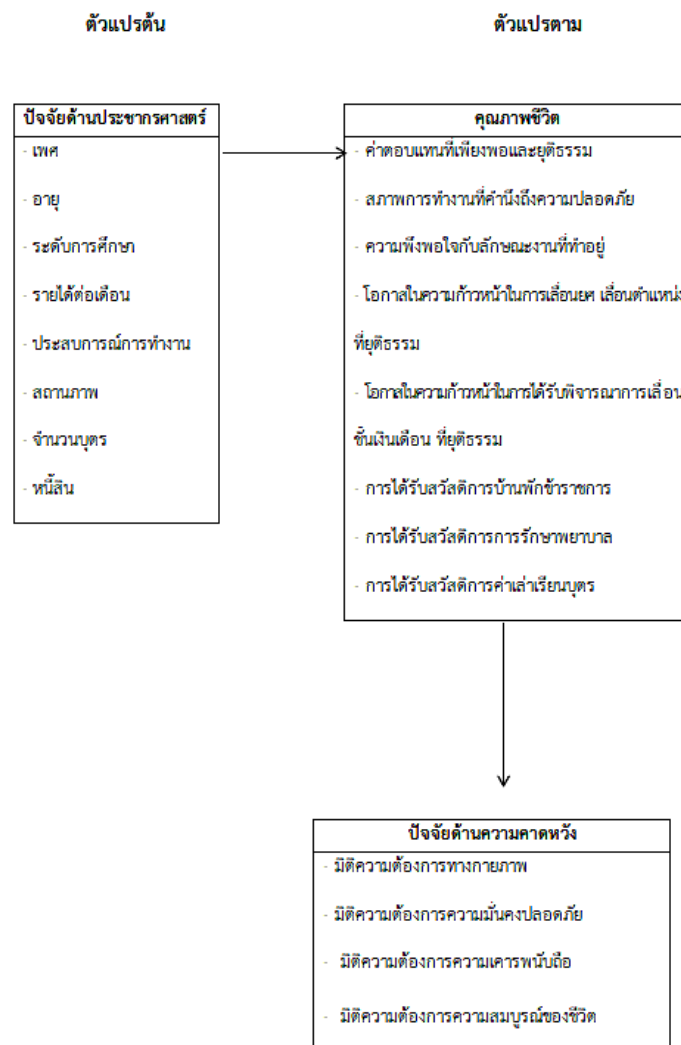 ตัวแปรต้น
ตัวแปรตาม
ปัจจัยด้านประชากรศาสตร์
- เพศ
- อายุ
- ระดับการศึกษา
- รายได้ต่อเดือน
- ประสบการณ์การทำงาน
- สถานภาพ
- จำนวนบุตร
- หนี้สิน
คุณภาพชีวิต
- ค่าตอบแทนที่เพียงพอและยุติธรรม
- สภาพการทำงานที่คำนึงถึงความปลอดภัย
- ความพึงพอใจกับลักษณะงานที่ทำอยู่
- โอกาสในความก้าวหน้าในการเลื่อนยศ เลื่อนตำแหน่ง
ที่ยุติธรรม
- โอกาสในความก้าวหน้าในการได้รับพิจารณาการเลื่อน
ขั้นเงินเดือน ที่ยุติธรรม
- การได้รับสวัสดิการบ้านพักข้าราชการ
- การได้รับสวัสดิการการรักษาพยาบาล
- การได้รับสวัสดิการค่าเล่าเรียนบุตร
ปัจจัยด้านความคาดหวัง
- มิติความต้องการทางกายภาพ
- มิติความต้องการความมั่นคงปลอดภัย
- มิติความต้องการความเคารพนับถือ
- มิติความต้องการความสมบูรณ์ของชีวิต